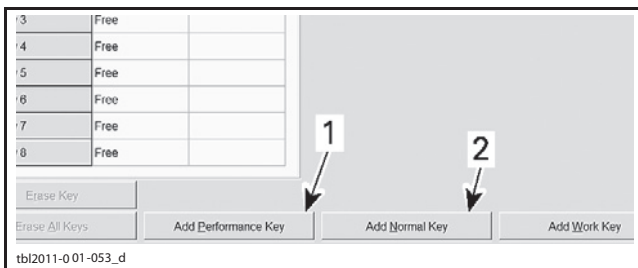 3 Free
4 Free
5 Free
6 Free
7 Free
8 Free
1
2
Erase Key
Erase All Keys Add Performance Key Add Normal Key Add Work Key
tbl2011-0 01-053_d